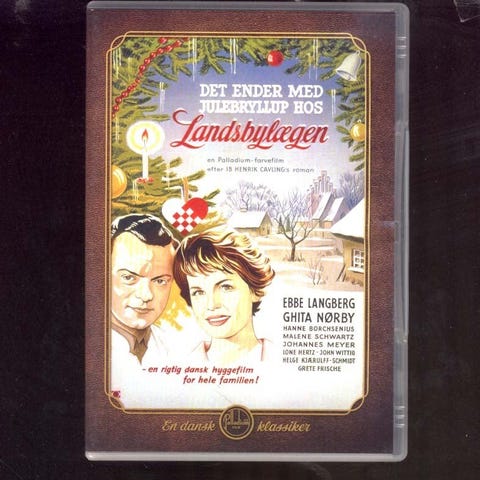 DET ENDER MED
JULEBRYLLUP HOS
Landsbylægen
en Palladium-farvefilm
efter IB HENRIK CAVLING:s roman
EBBE LANGBERG
GHITA NØRBY
HANNE BORCHSENIUS
MALENE SCHWARTZ
JOHANNES MEYER
LONE HERTZ - JOHN WITTIG
HELGE KJÆRULFF-SCHMIDT
GRETE FRISCHE
- en rigtig dansk hyggefilm
for hele familien!
En dansk Palladium klassiker